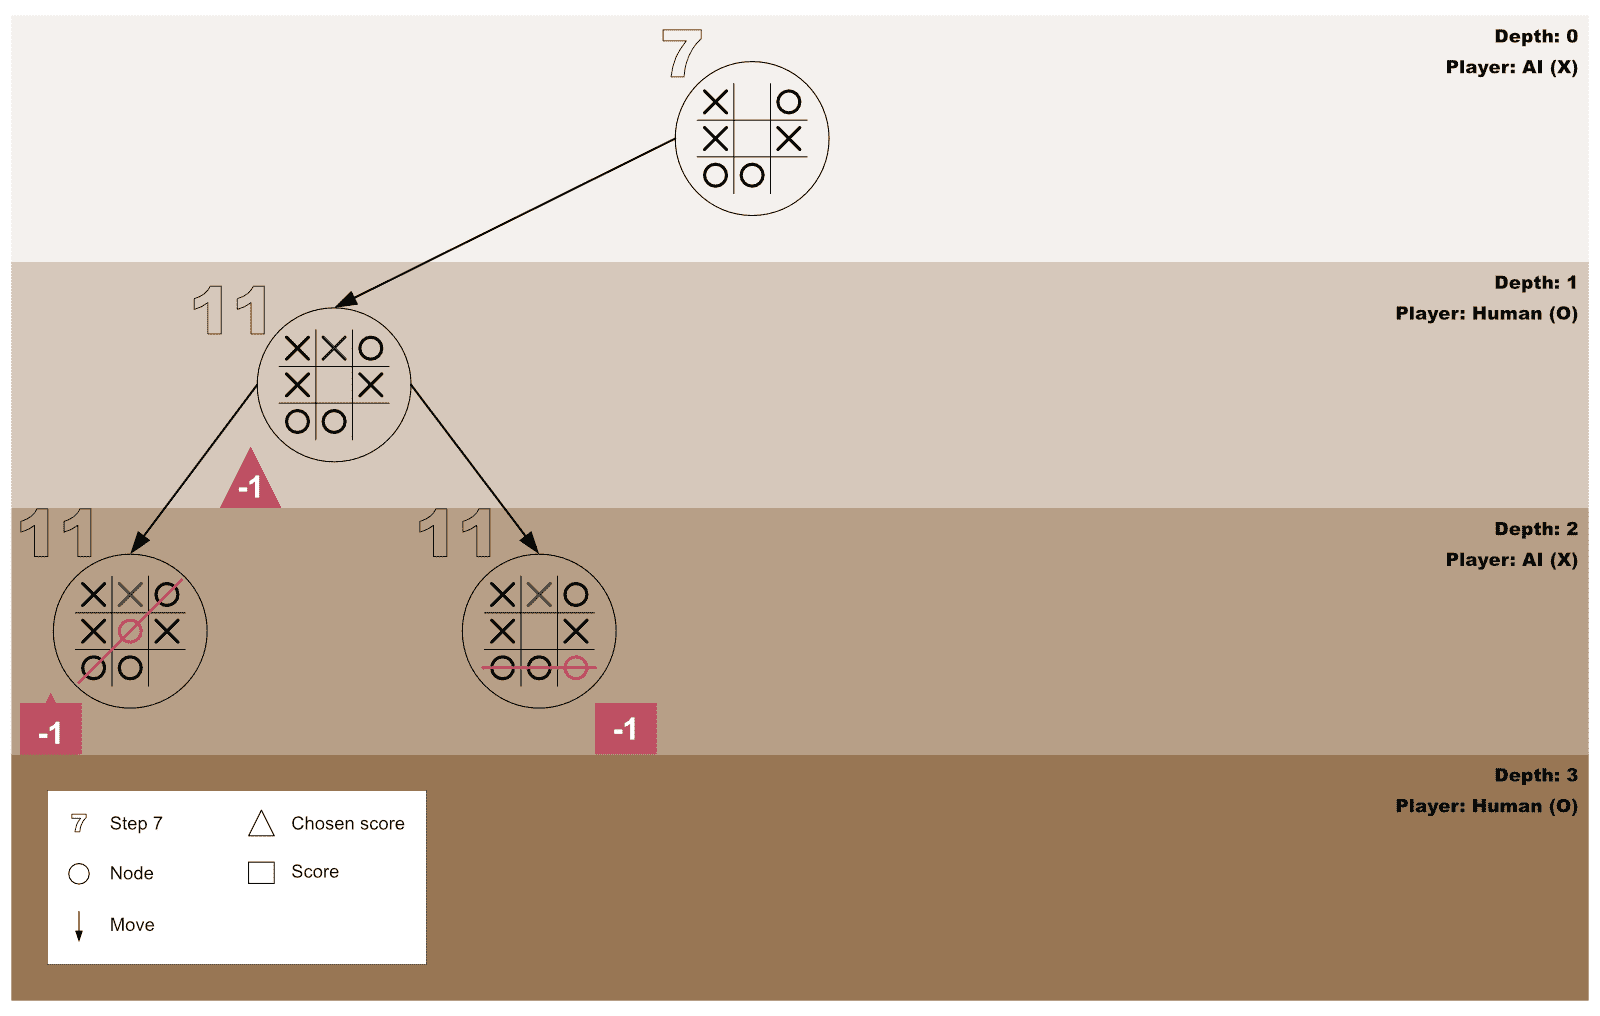 Depth: 0
Player: AI (X)
7
X O
X X
O O
Depth: 1
Player: Human (O)
11
X X O
X X
O O
-1
Depth: 2
Player: AI (X)
11
X X O
X O X
O O
-1
11
X X O
X X
O O O
-1
Depth: 3
Player: Human (O)
7 Step 7
Chosen score
Node
Score
Move